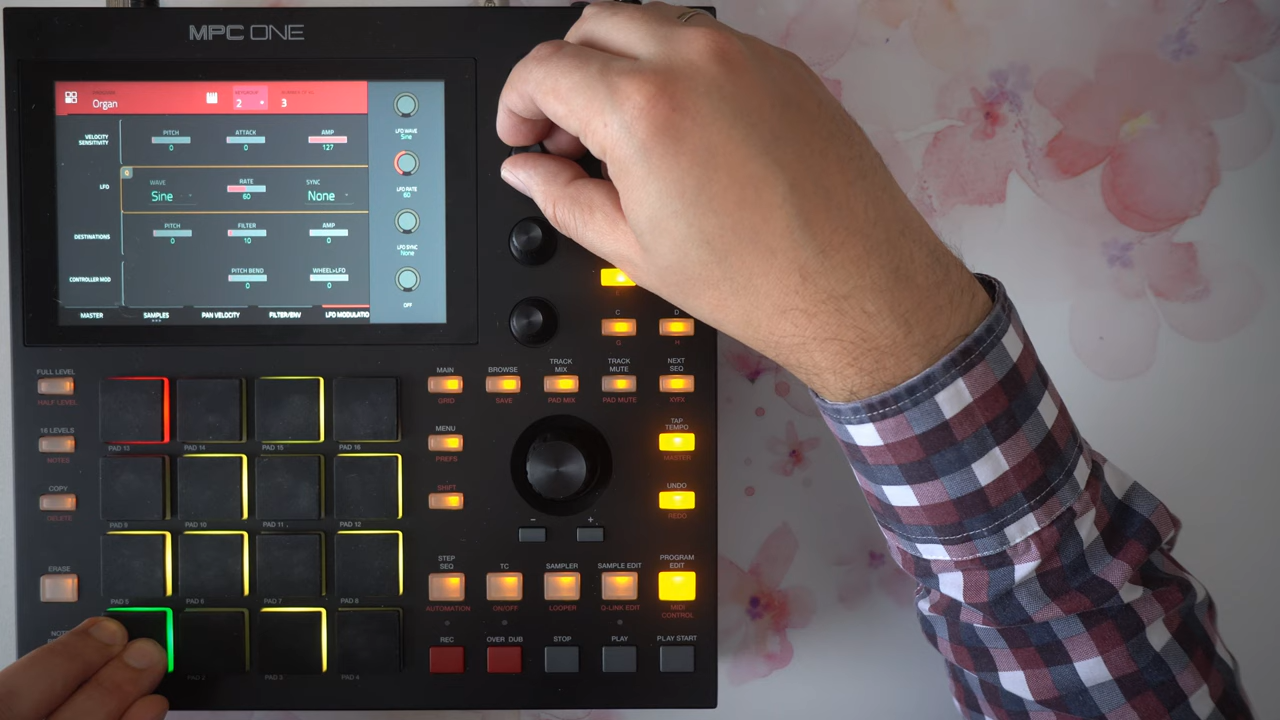 MPC ONE
Organ
2
3
VELOCITY SENSITIVITY
PITCH
0
ATTACK
0
AMP
127
LFO
WAVE
Sine
RATE
60
SYNC
None
DESTINATIONS
PITCH
0
FILTER
10
AMP
0
CONTROLLER MOD
PITCH BEND
0
WHEEL>LFO
0
LFO WAVE
Sine
LFO RATE
60
LFO SYNC
None
OFF
MASTER
SAMPLES
PAN VELOCITY
FILTER/ENV
LFO MODULATIO
C
D
G
H
FULL LEVEL
HALF LEVEL
16 LEVELS
NOTES
COPY
DELETE
ERASE
PAD 13
PAD 14
PAD 15
PAD 16
PAD 9
PAD 10
PAD 11
PAD 12
PAD 5
PAD 6
PAD 7
PAD 8
PAD 2
PAD 3
PAD 4
MAIN
GRID
BROWSE
SAVE
TRACK MIX
PAD MIX
TRACK MUTE
PAD MUTE
NEXT SEQ
XYFX
MENU
PREFS
TAP TEMPO
MASTER
SHIFT
UNDO
REDO
-
+
STEP SEQ
AUTOMATION
TC
ON/OFF
SAMPLER
LOOPER
SAMPLE EDIT
Q-LINK EDIT
PROGRAM EDIT
MIDI CONTROL
REC
OVER DUB
STOP
PLAY
PLAY START